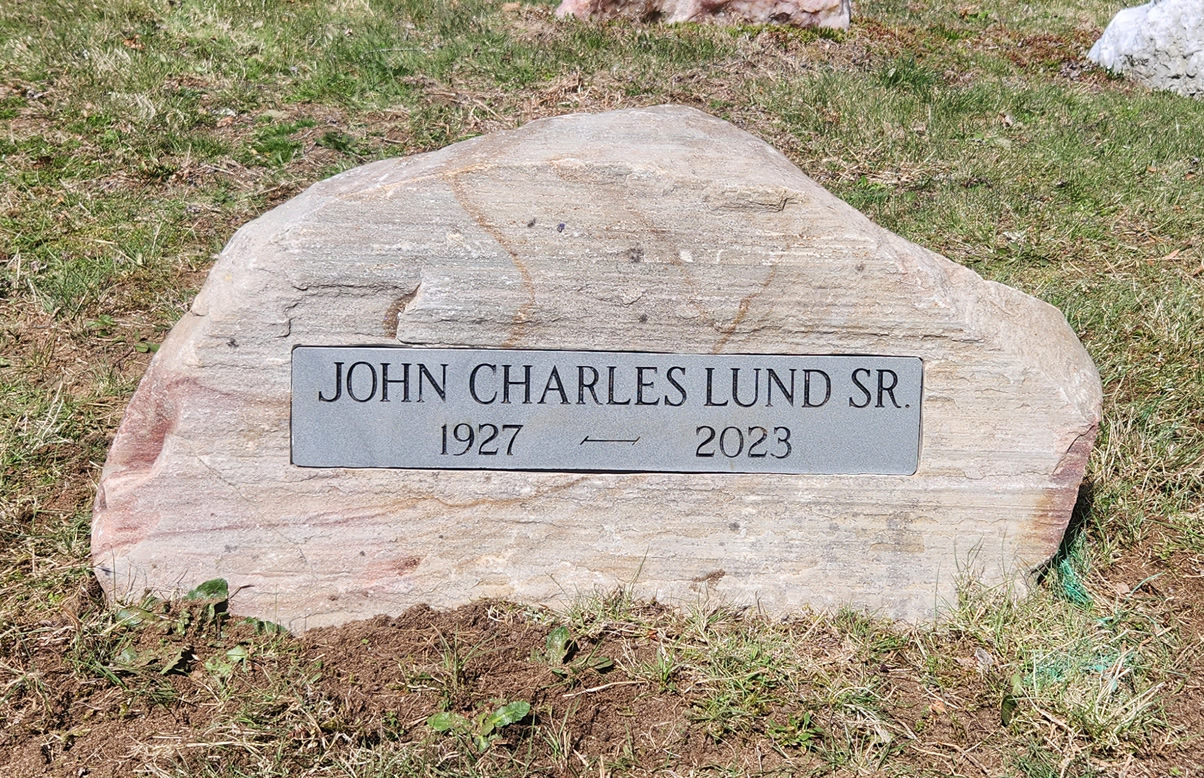 JOHN CHARLES LUND SR.
1927 — 2023